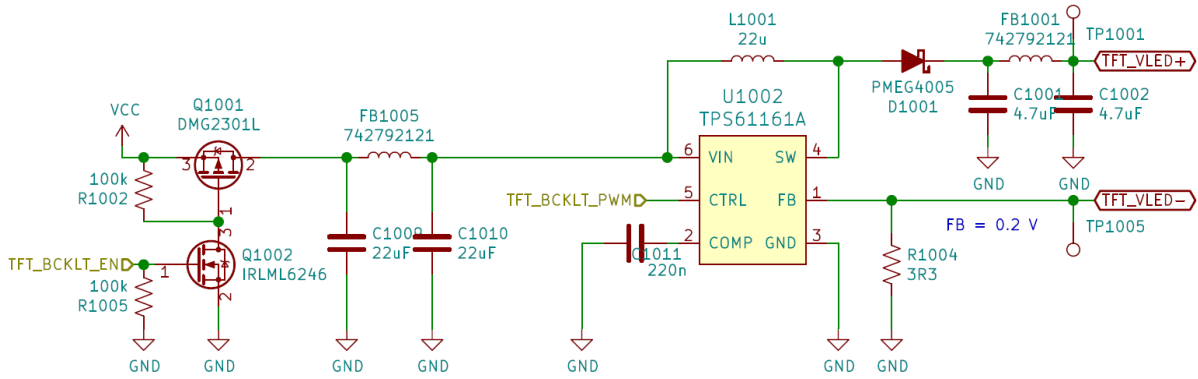 L1001
22u
FB1001
742792121
TP1001
TFT_VLED+
PMEG4005
D1001
C1001
4.7uF
C1002
4.7uF
GND
GND
VCC
Q1001
DMG2301L
3
2
1
100k
R1002
FB1005
742792121
U1002
TPS61161A
6
VIN
SW
4
TFT_BCKLT_PWM
5
CTRL
FB
1
2
COMP
GND
3
TFT_VLED-
FB = 0.2 V
TP1005
R1004
3R3
C1009
22uF
C1010
22uF
C1011
220n
TFT_BCKLT_EN
1
3
2
Q1002
IRLML6246
100k
R1005
GND
GND
GND
GND
GND
GND
GND